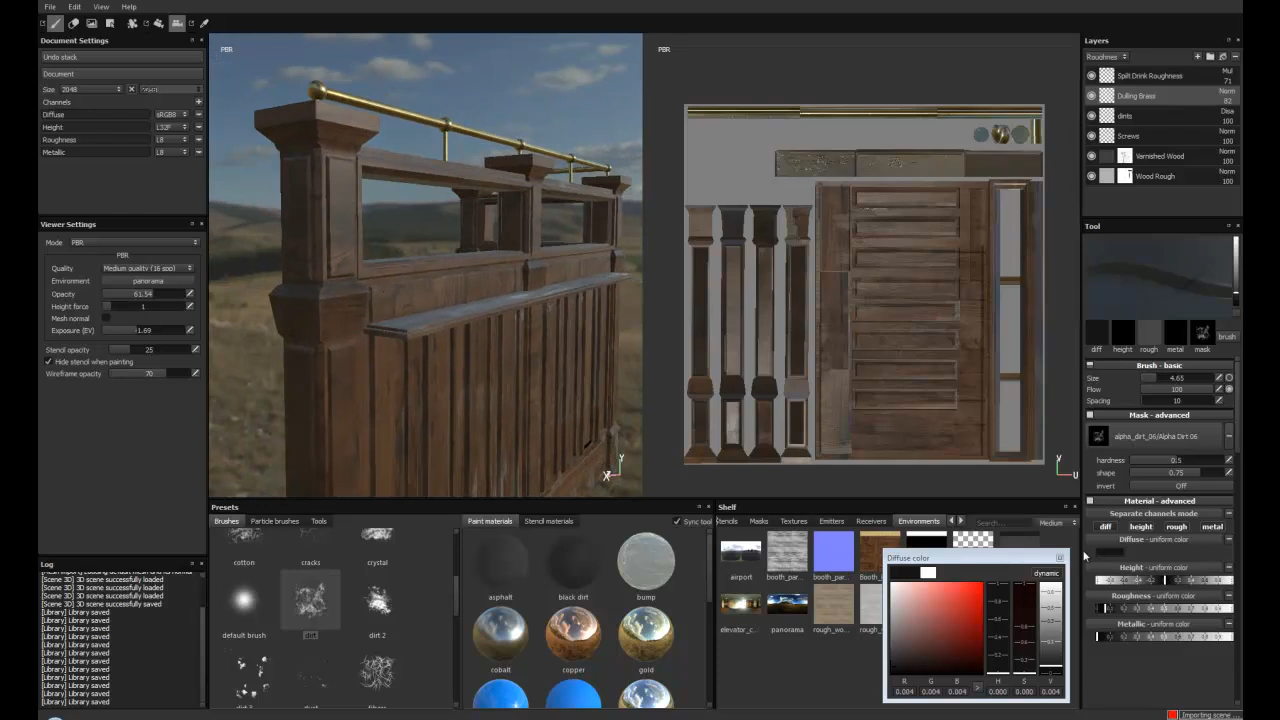 File Edit View Help
Document Settings
Undo stack
Document
Size 2048
Channels
Diffuse sRGB8
Height L32F
Roughness L8
Metallic L8
Viewer Settings
Mode PBR
PBR
Quality Medium quality (16 spp)
Environment panorama
Opacity 61.54
Height force 1
Mesh normal
Exposure (EV) -1.69
Stencil opacity 25
Hide stencil when painting
Wireframe opacity 70
Log
[Scene 3D] 3D scene successfully loaded
[Scene 3D] 3D scene successfully loaded
[Scene 3D] 3D scene successfully saved
[Library] Library saved
[Library] Library saved
[Library] Library saved
[Library] Library saved
[Library] Library saved
[Library] Library saved
[Library] Library saved
[Library] Library saved
[Library] Library saved
[Library] Library saved
[Library] Library saved
[Library] Library saved
PBR
Y
X
PBR
V
U
Presets
Brushes Particle brushes Tools
cotton cracks crystal
default brush dirt dirt 2
Paint materials Stencil materials Sync tool
asphalt black dirt bump
cobalt copper gold
Shelf
Masks Textures Emitters Receivers Environments Search... Medium
airport booth_par... booth_pa...
elevator_c... panorama rough_wo... rough_
Diffuse color
dynamic
R G B H S V
0.004 0.004 0.004 0.000 0.000 0.004
Layers
Roughness
Spilt Drink Roughness Mul 71
Dulling Brass Norm 82
dints Disa 100
Screws Norm 100
Varnished Wood Norm 100
Wood Rough Norm 100
Tool
diff height rough metal mask brush
Brush - basic
Size 4.65
Flow 100
Spacing 10
Mask - advanced
alpha_dirt_06/Alpha Dirt 06
hardness 0.5
shape 0.75
invert Off
Material - advanced
Separate channels mode
diff height rough metal
Diffuse - uniform color
Height - uniform color
Roughness - uniform color
Metallic - uniform color
Importing scene ...